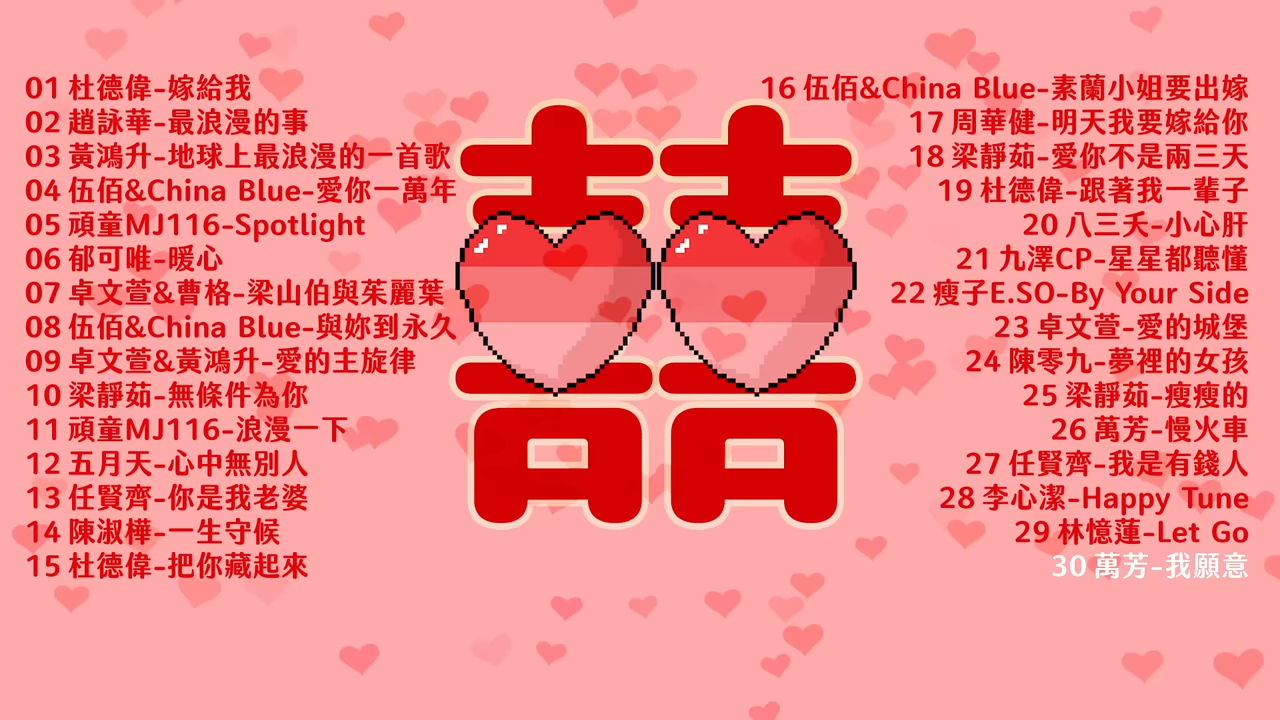 01 杜德偉-嫁給我
02 趙詠華-最浪漫的事
03 黃鴻升-地球上最浪漫的一首歌
04 伍佰&China Blue-愛你一萬年
05 頑童MJ116-Spotlight
06 郁可唯-暖心
07 卓文萱&曹格-梁山伯與茱麗葉
08 伍佰&China Blue-與妳到永久
09 卓文萱&黃鴻升-愛的主旋律
10 梁靜茹-無條件為你
11 頑童MJ116-浪漫一下
12 五月天-心中無別人
13 任賢齊-你是我老婆
14 陳淑樺-一生守候
15 杜德偉-把你藏起來
16 伍佰&China Blue-素蘭小姐要出嫁
17 周華健-明天我要嫁給你
18 梁靜茹-愛你不是兩三天
19 杜德偉-跟著我一輩子
20 八三夭-小心肝
21 九澤CP-星星都聽懂
22 瘦子E.SO-By Your Side
23 卓文萱-愛的城堡
24 陳零九-夢裡的女孩
25 梁靜茹-瘦瘦的
26 萬芳-慢火車
27 任賢齊-我是有錢人
28 李心潔-Happy Tune
29 林憶蓮-Let Go
30 萬芳-我願意
囍